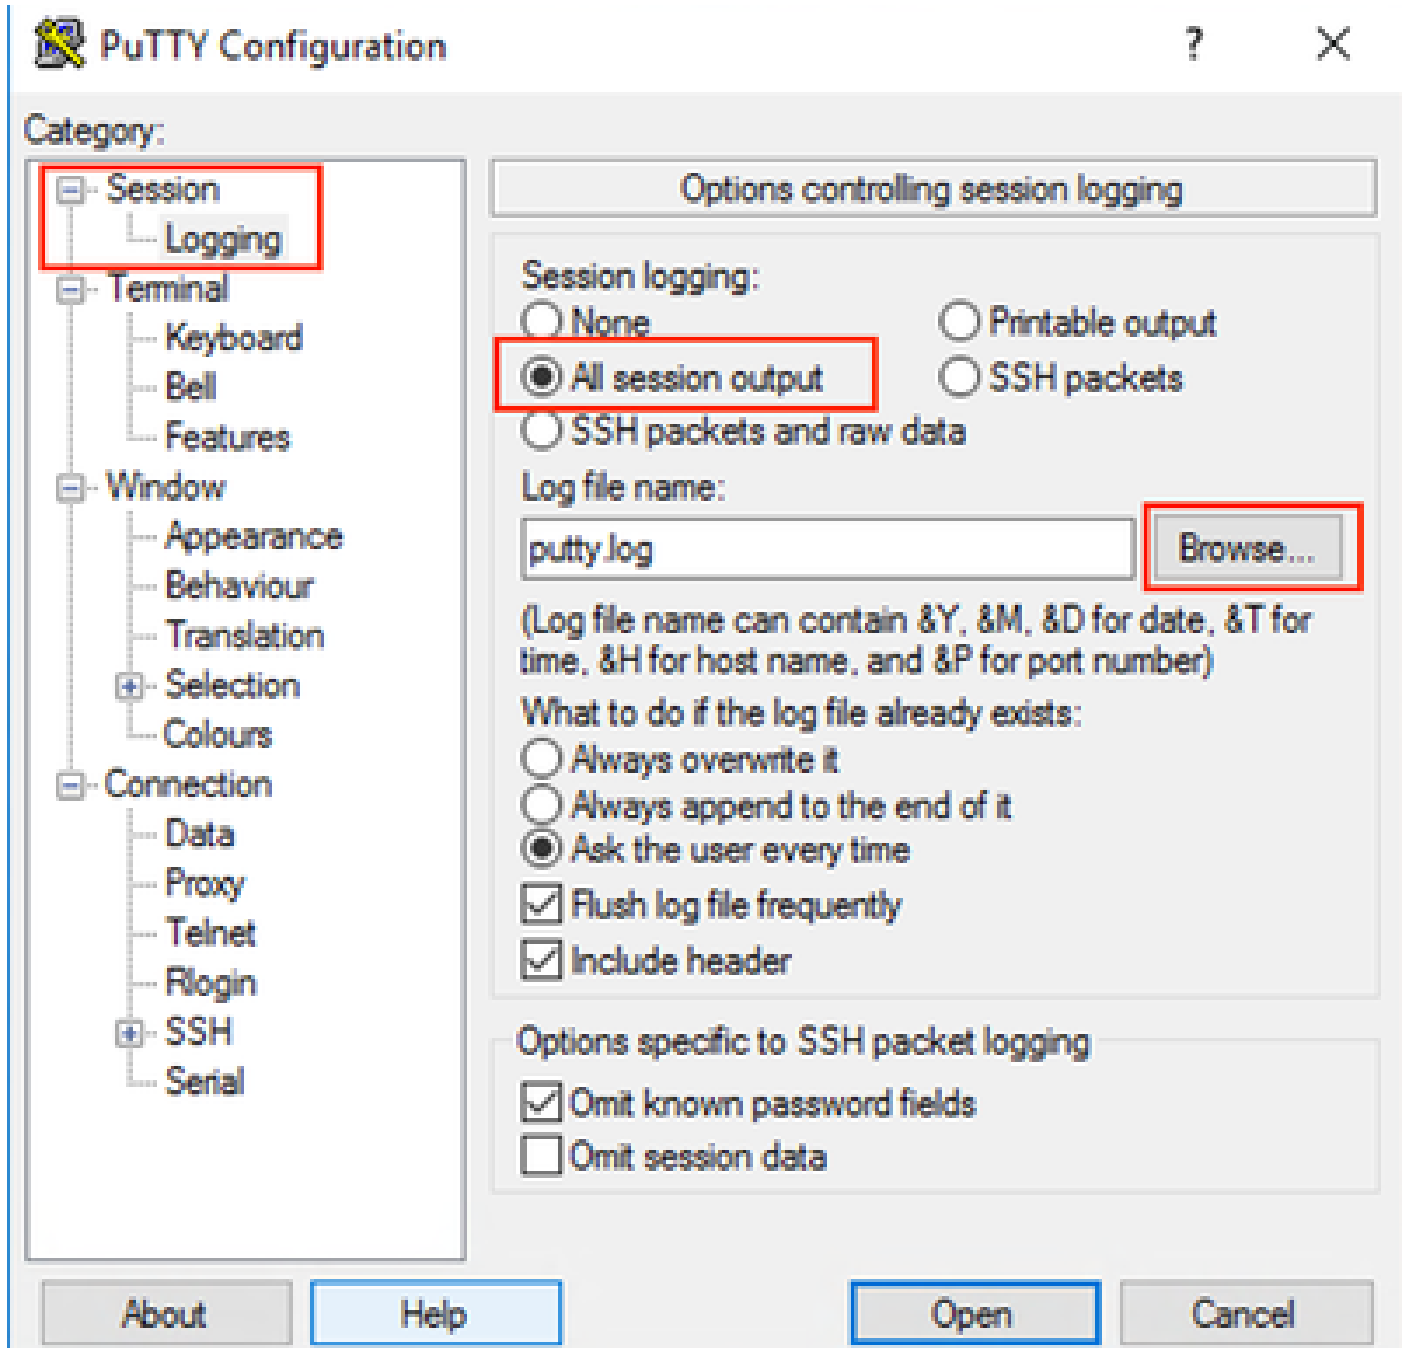 PuTTY Configuration
?
Category:
Session
Logging
Terminal
Keyboard
Bell
Features
Window
Appearance
Behaviour
Translation
Selection
Colours
Connection
Data
Proxy
Telnet
Rlogin
SSH
Serial
Options controlling session logging
Session logging:
None
Printable output
All session output
SSH packets
SSH packets and raw data
Log file name:
putty.log
Browse...
(Log file name can contain &Y, &M, &D for date, &T for
time, &H for host name, and &P for port number)
What to do if the log file already exists:
Always overwrite it
Always append to the end of it
Ask the user every time
Flush log file frequently
Include header
Options specific to SSH packet logging
Omit known password fields
Omit session data
About
Help
Open
Cancel